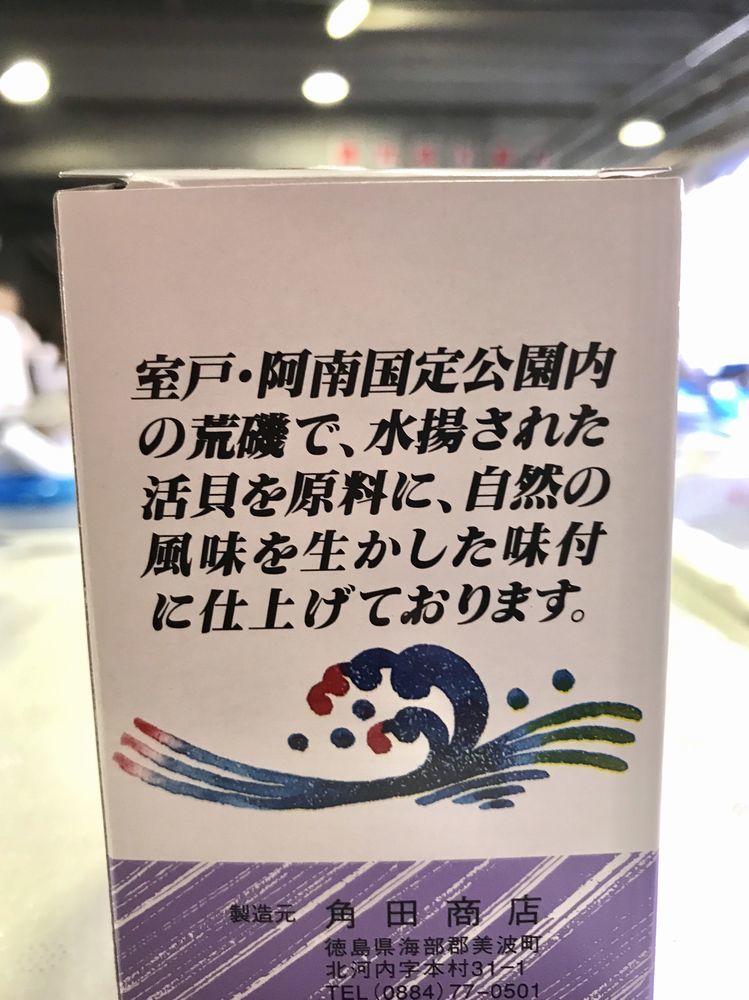 室戸・阿南国定公園内
の荒磯で、水揚された
活貝を原料に、自然の
風味を生かした味付
に仕上げております。
製造元 角田商店
徳島県海部郡美波町
北河内字本村31-1
TEL(0884)77-0501